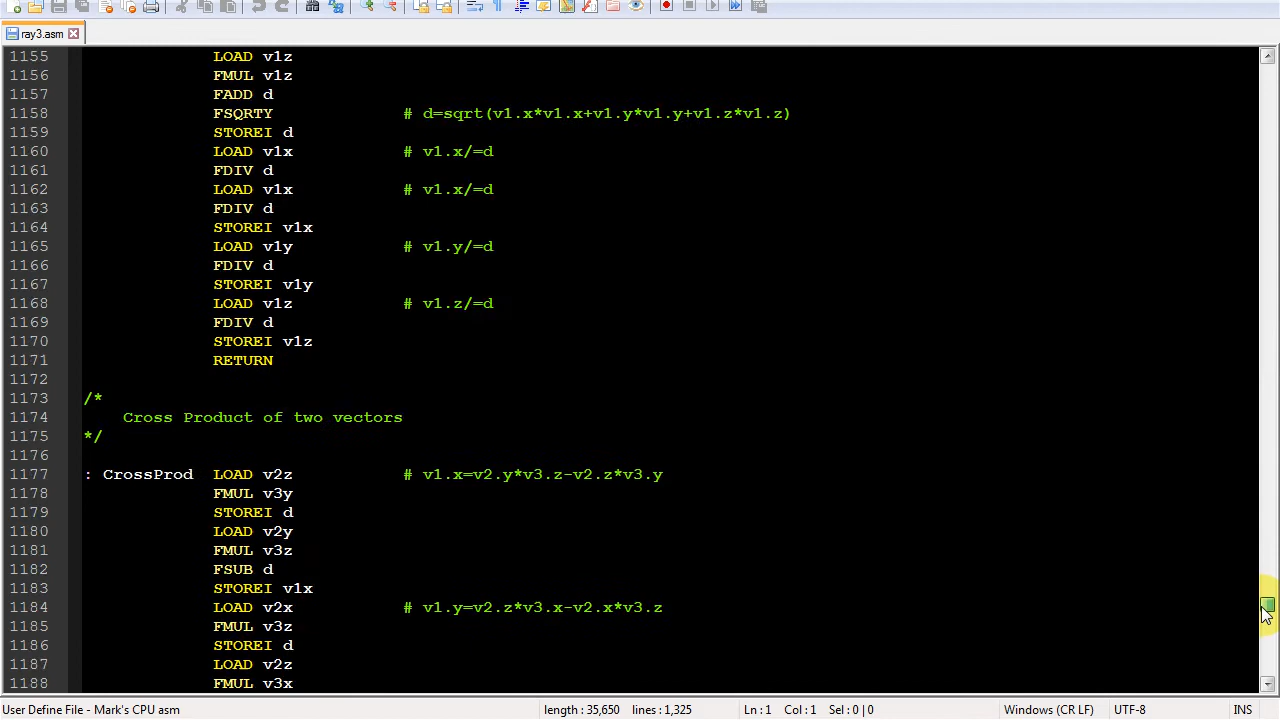 ray3.asm
1155 LOAD v1z
1156 FMUL v1z
1157 FADD d
1158 FSQRTY # d=sqrt(v1.x*v1.x+v1.y*v1.y+v1.z*v1.z)
1159 STOREI d
1160 LOAD v1x # v1.x/=d
1161 FDIV d
1162 LOAD v1x # v1.x/=d
1163 FDIV d
1164 STOREI v1x
1165 LOAD v1y # v1.y/=d
1166 FDIV d
1167 STOREI v1y
1168 LOAD v1z # v1.z/=d
1169 FDIV d
1170 STOREI v1z
1171 RETURN
1172
1173 /*
1174 Cross Product of two vectors
1175 */
1176
1177 : CrossProd LOAD v2z # v1.x=v2.y*v3.z-v2.z*v3.y
1178 FMUL v3y
1179 STOREI d
1180 LOAD v2y
1181 FMUL v3z
1182 FSUB d
1183 STOREI v1x
1184 LOAD v2x # v1.y=v2.z*v3.x-v2.x*v3.z
1185 FMUL v3z
1186 STOREI d
1187 LOAD v2z
1188 FMUL v3x
User Define File - Mark's CPU asm length : 35,650 lines : 1,325 Ln : 1 Col : 1 Sel : 0 | 0 Windows (CR LF) UTF-8 INS